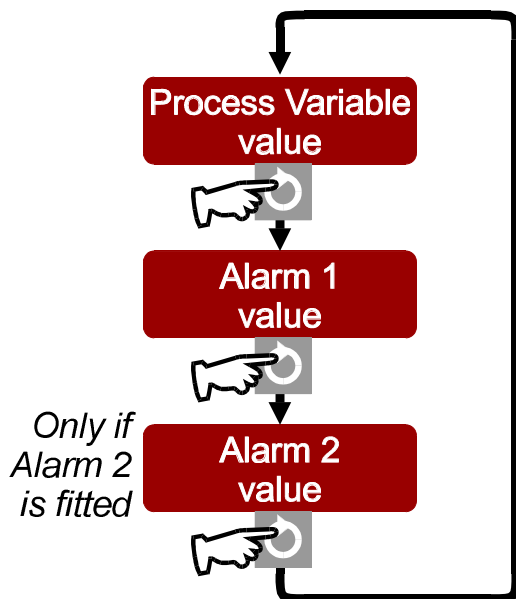 Process Variable
value
Alarm 1
value
Only if
Alarm 2
is fitted
Alarm 2
value